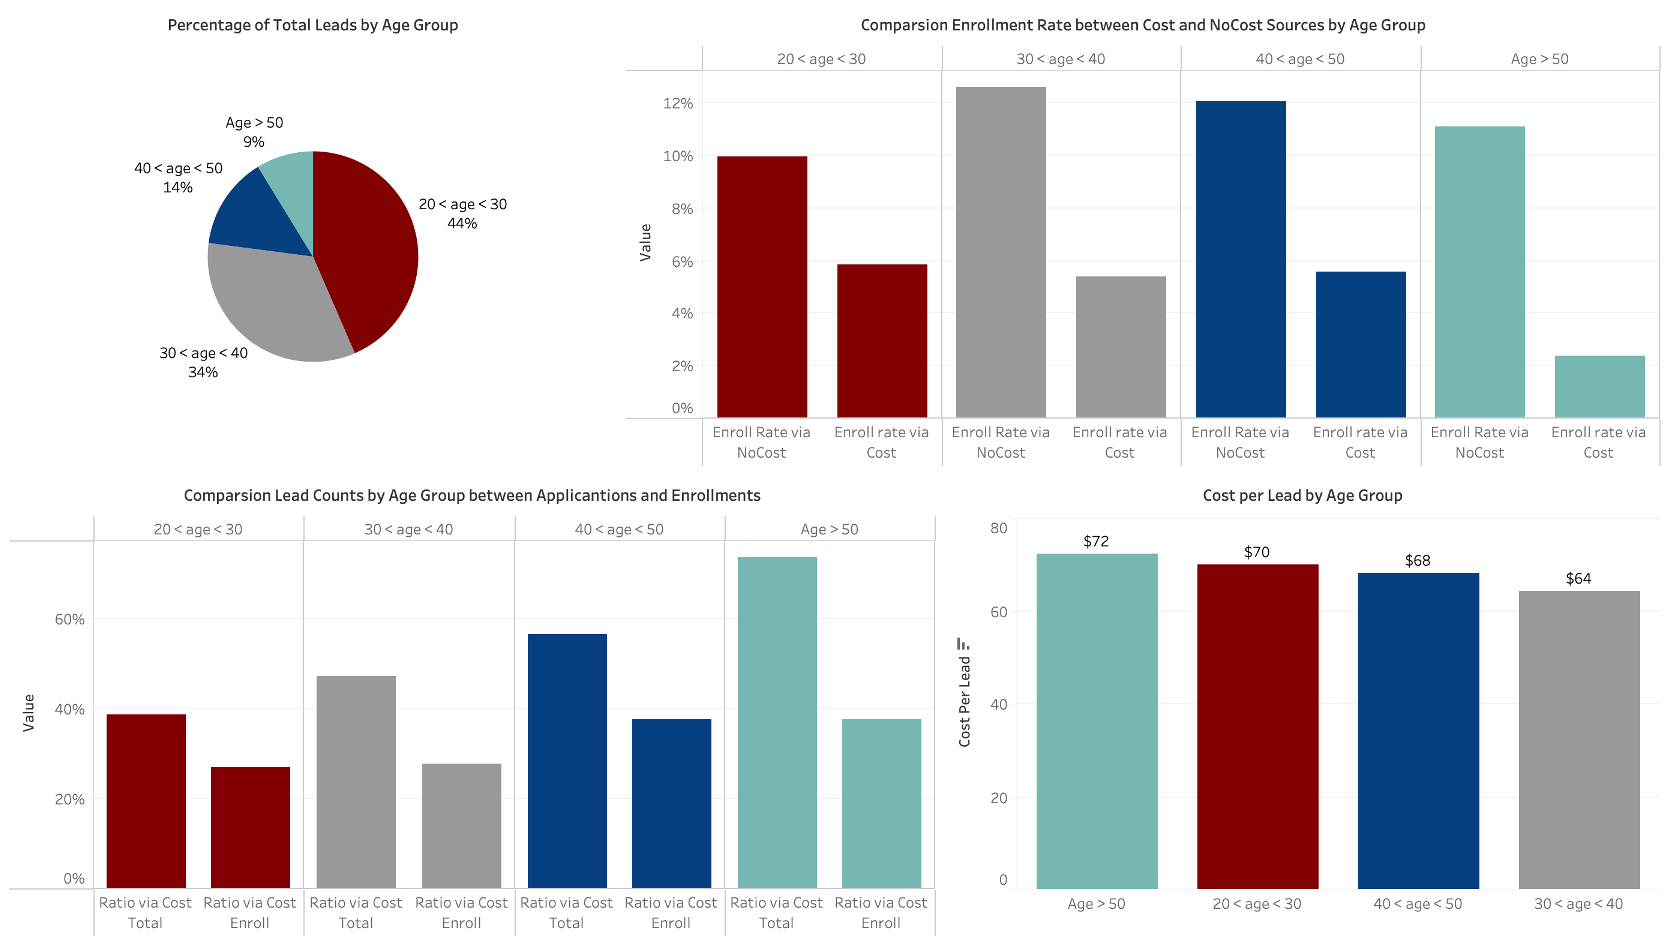 Percentage of Total Leads by Age Group
Age > 50
9%
40 < age < 50
14%
20 < age < 30
44%
30 < age < 40
34%
Comparsion Enrollment Rate between Cost and NoCost Sources by Age Group
20 < age < 30
30 < age < 40
40 < age < 50
Age > 50
12%
10%
8%
6%
4%
2%
0%
Value
Enroll Rate via
NoCost
Enroll rate via
Cost
Enroll Rate via
NoCost
Enroll rate via
Cost
Enroll Rate via
NoCost
Enroll rate via
Cost
Enroll Rate via
NoCost
Enroll rate via
Cost
Comparsion Lead Counts by Age Group between Applicantions and Enrollments
20 < age < 30
30 < age < 40
40 < age < 50
Age > 50
60%
40%
20%
0%
Value
Ratio via Cost
Total
Ratio via Cost
Enroll
Ratio via Cost
Total
Ratio via Cost
Enroll
Ratio via Cost
Total
Ratio via Cost
Enroll
Ratio via Cost
Total
Ratio via Cost
Enroll
Cost per Lead by Age Group
80
60
40
20
0
Cost Per Lead
$72
$70
$68
$64
Age > 50
20 < age < 30
40 < age < 50
30 < age < 40